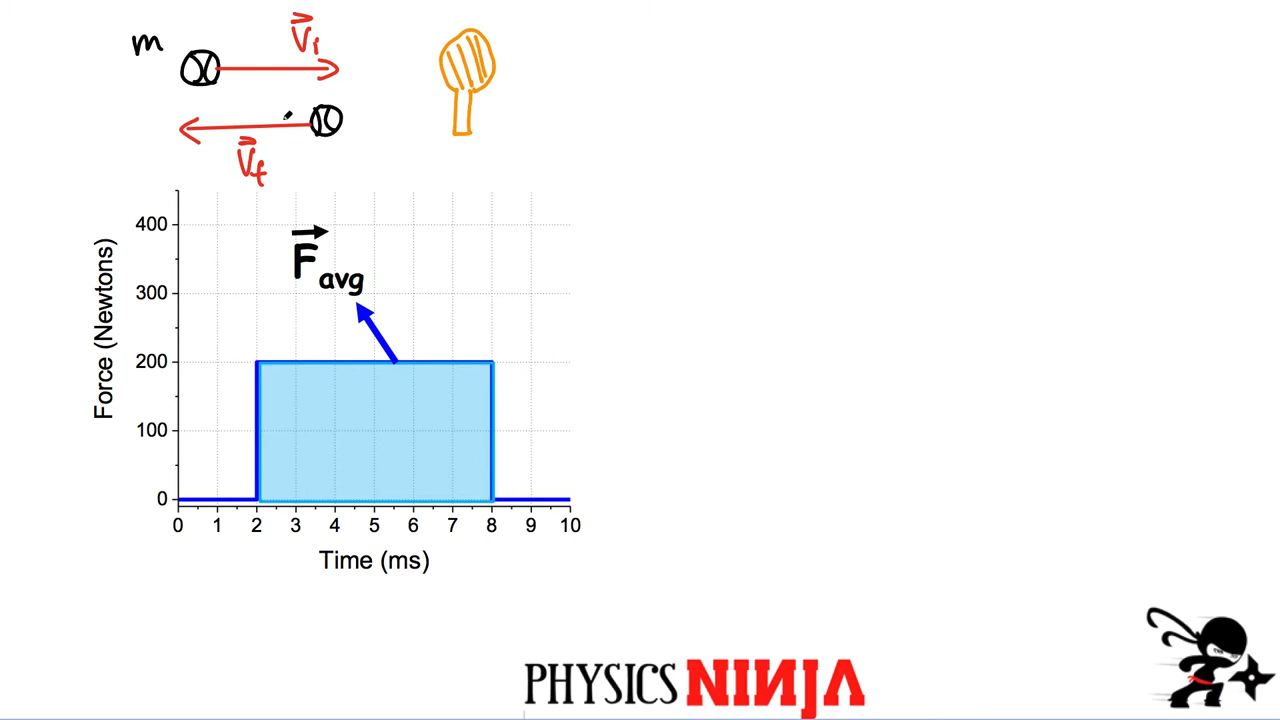 m
V⃗i
V⃗f
F⃗avg
Force (Newtons)
400
300
200
100
0
0 1 2 3 4 5 6 7 8 9 10
Time (ms)
PHYSICS NINJA